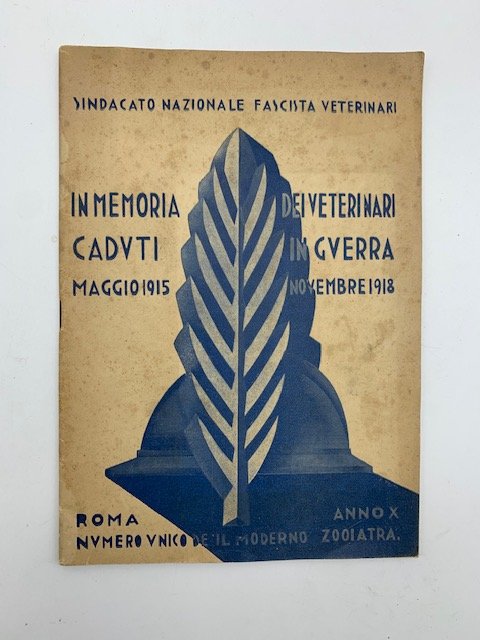 SINDACATO NAZIONALE FASCISTA VETERINARI
IN MEMORIA DEI VETERINARI
CADVTI IN GVERRA
MAGGIO 1915 NOVEMBRE 1918
ROMA ANNO X
NVMERO VNICO DE "IL MODERNO ZOOIATRA.